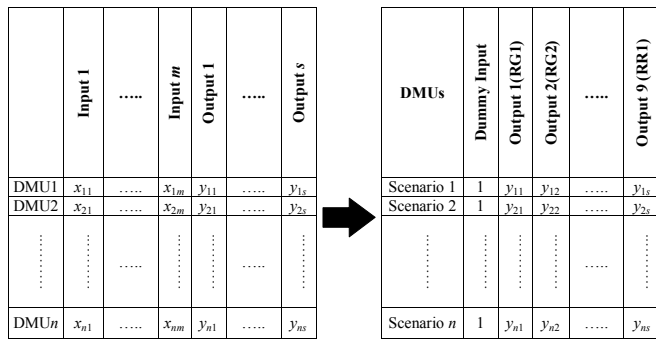 Input 1 ..... Input m Output 1 ..... Output s
DMU1 x11 ..... x1m y11 ..... y1s
DMU2 x21 ..... x2m y21 ..... y2s
..... .....
DMUn xn1 ..... xnm yn1 ..... yns
DMUs Dummy Input Output 1(RG1) Output 2(RG2) ..... Output 9 (RR1)
Scenario 1 1 y11 y12 ..... y1s
Scenario 2 1 y21 y22 ..... y2s
.....
Scenario n 1 yn1 yn2 ..... yns